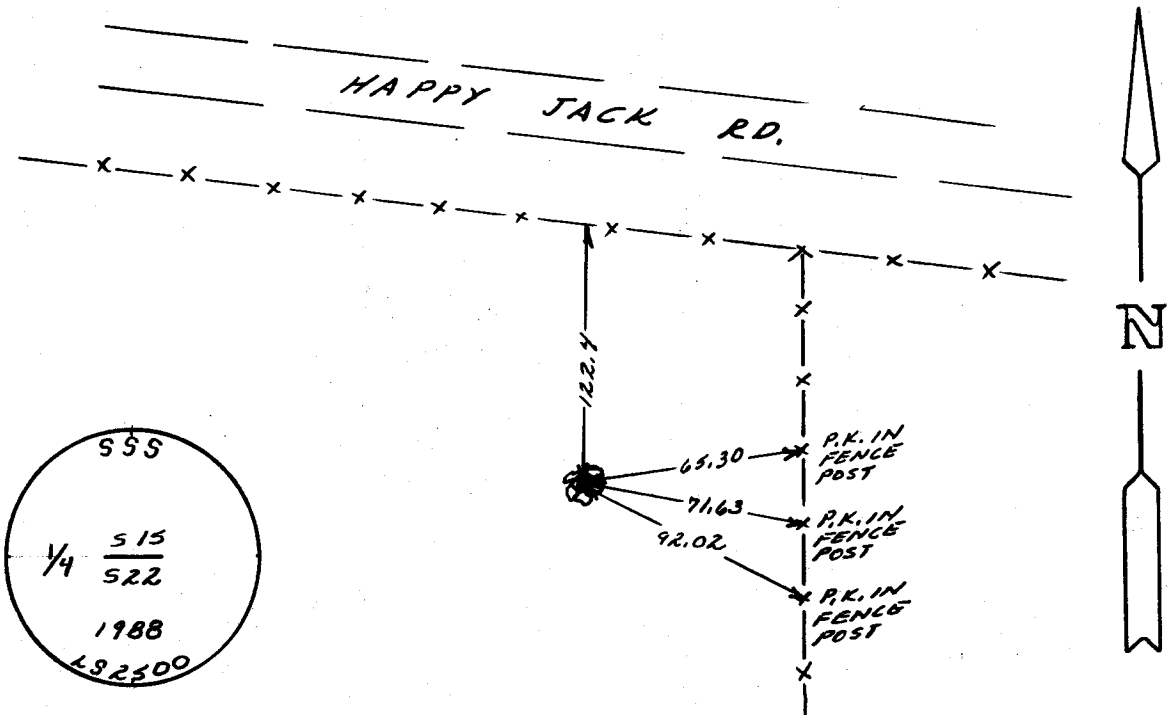 HAPPY JACK RD.
122.4
N
65.30
P.K. IN
FENCE
POST
71.63
P.K. IN
FENCE
POST
92.02
P.K. IN
FENCE
POST
SSS
1/4 S 15
S22
1988
LS2500